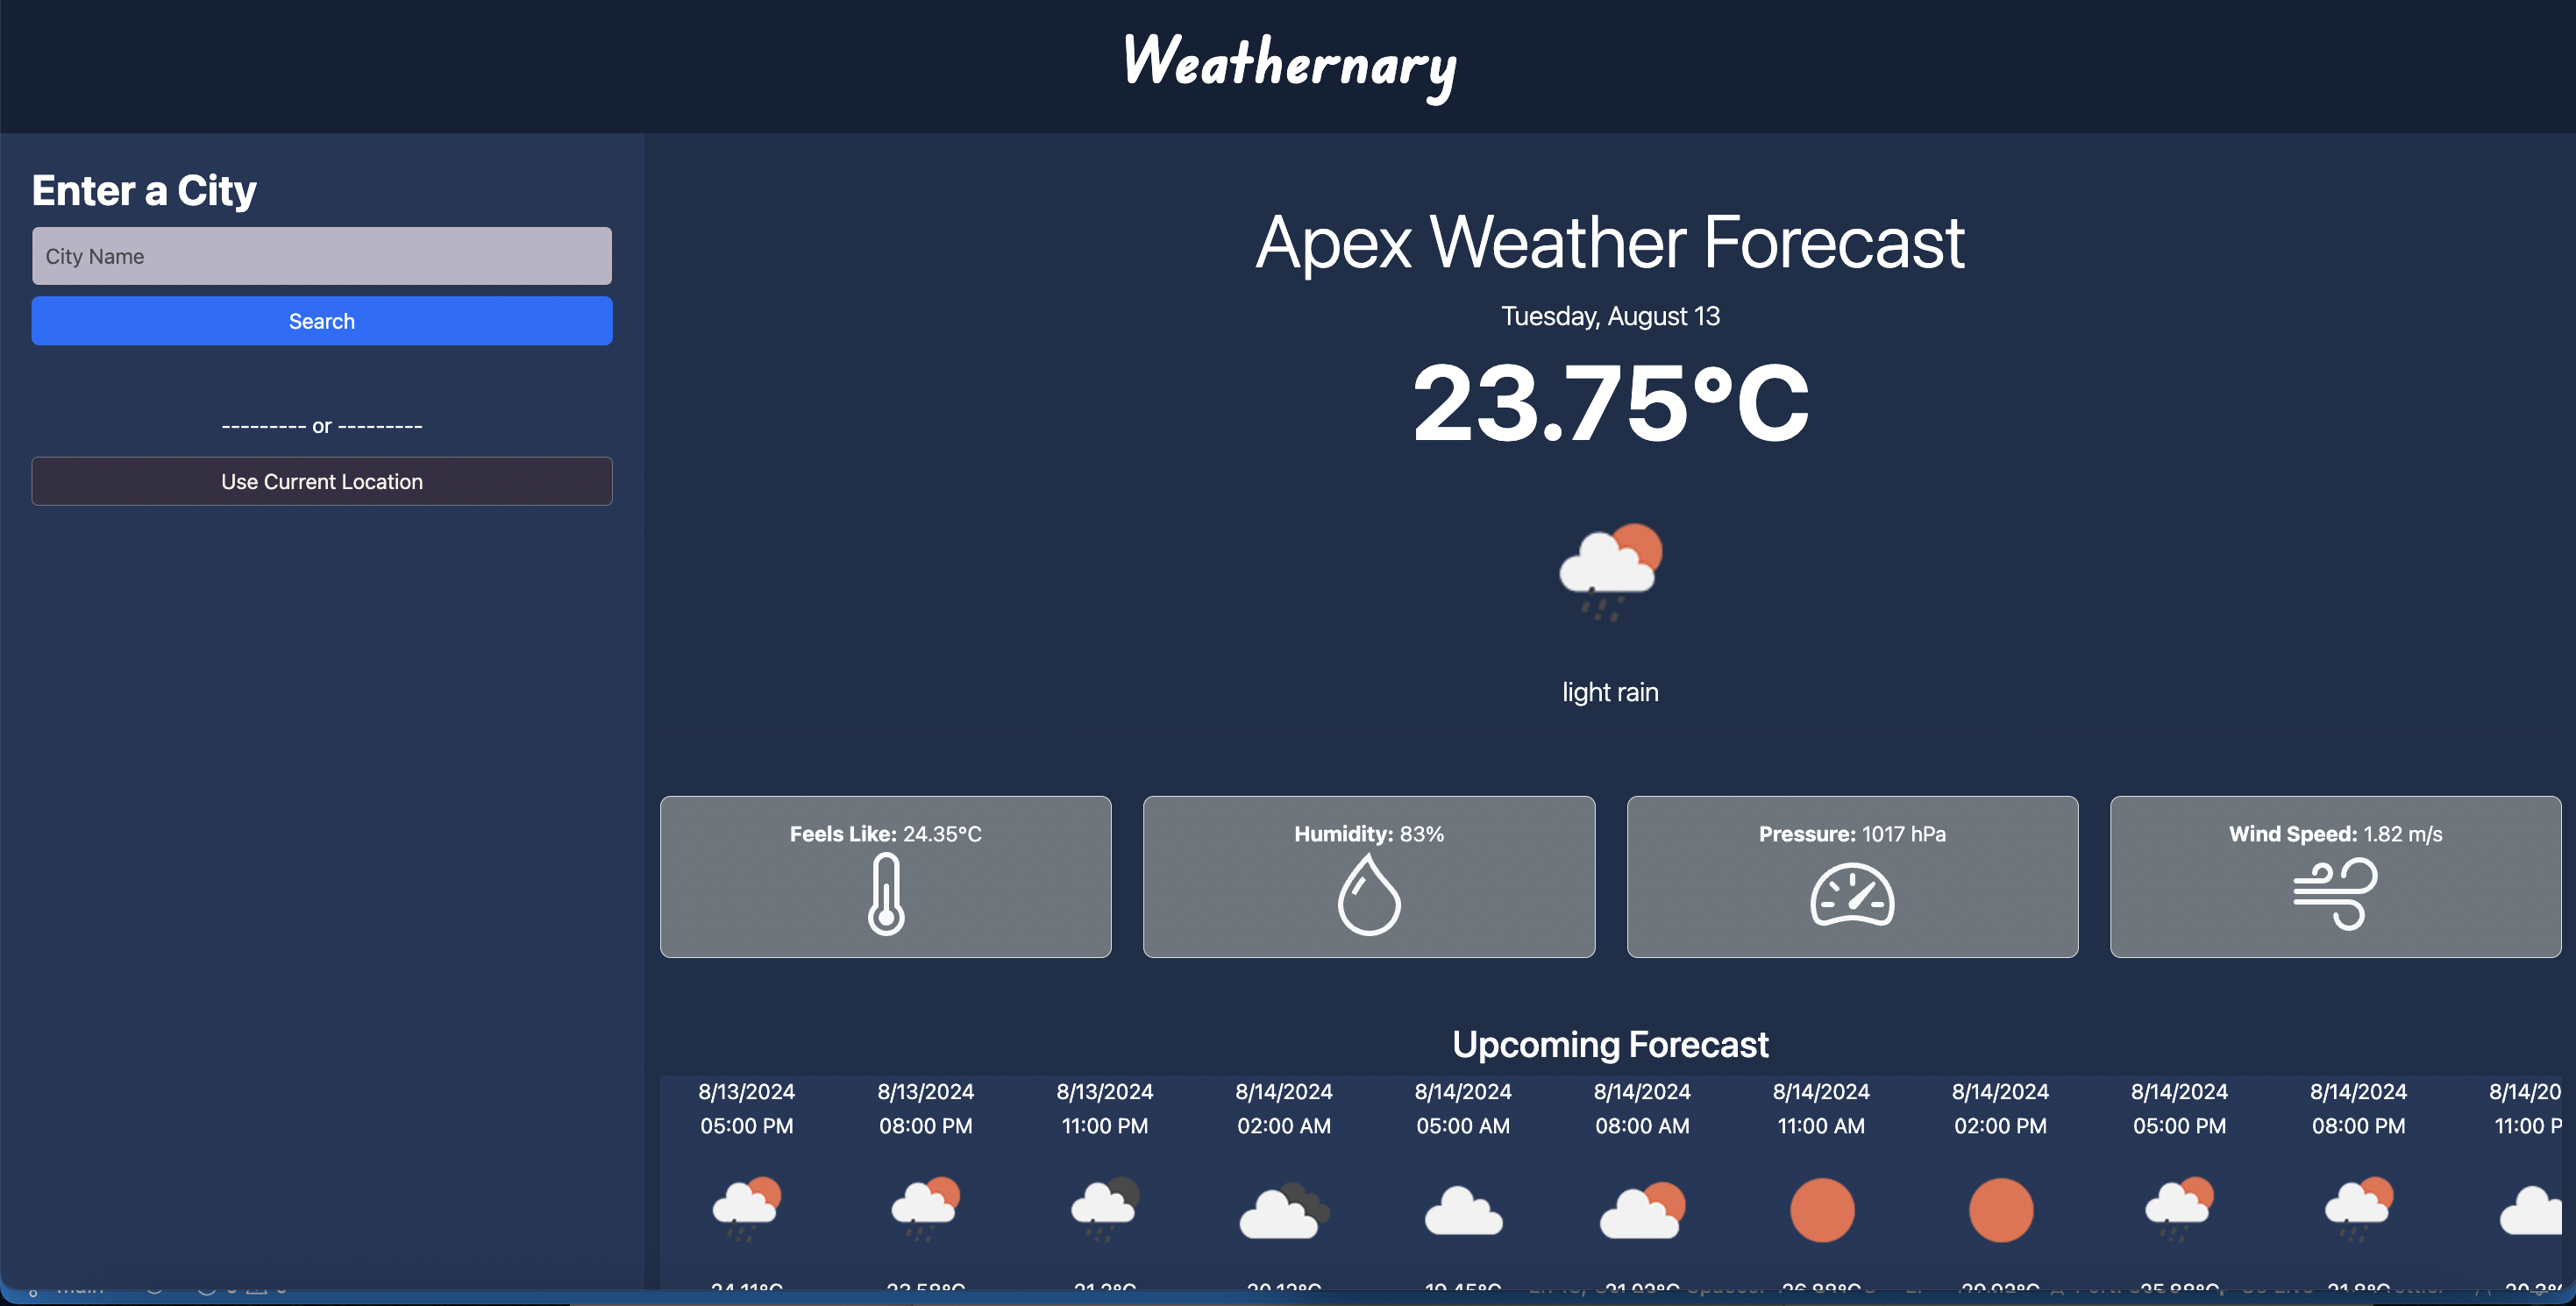 Weathernary
Enter a City
City Name
Search
--------- or ---------
Use Current Location
Apex Weather Forecast
Tuesday, August 13
23.75°C
light rain
Feels Like: 24.35°C
Humidity: 83%
Pressure: 1017 hPa
Wind Speed: 1.82 m/s
Upcoming Forecast
8/13/2024 8/13/2024 8/13/2024 8/14/2024 8/14/2024 8/14/2024 8/14/2024 8/14/2024 8/14/2024 8/14/2024 8/14/20
05:00 PM 08:00 PM 11:00 PM 02:00 AM 05:00 AM 08:00 AM 11:00 AM 02:00 PM 05:00 PM 08:00 PM 11:00 P